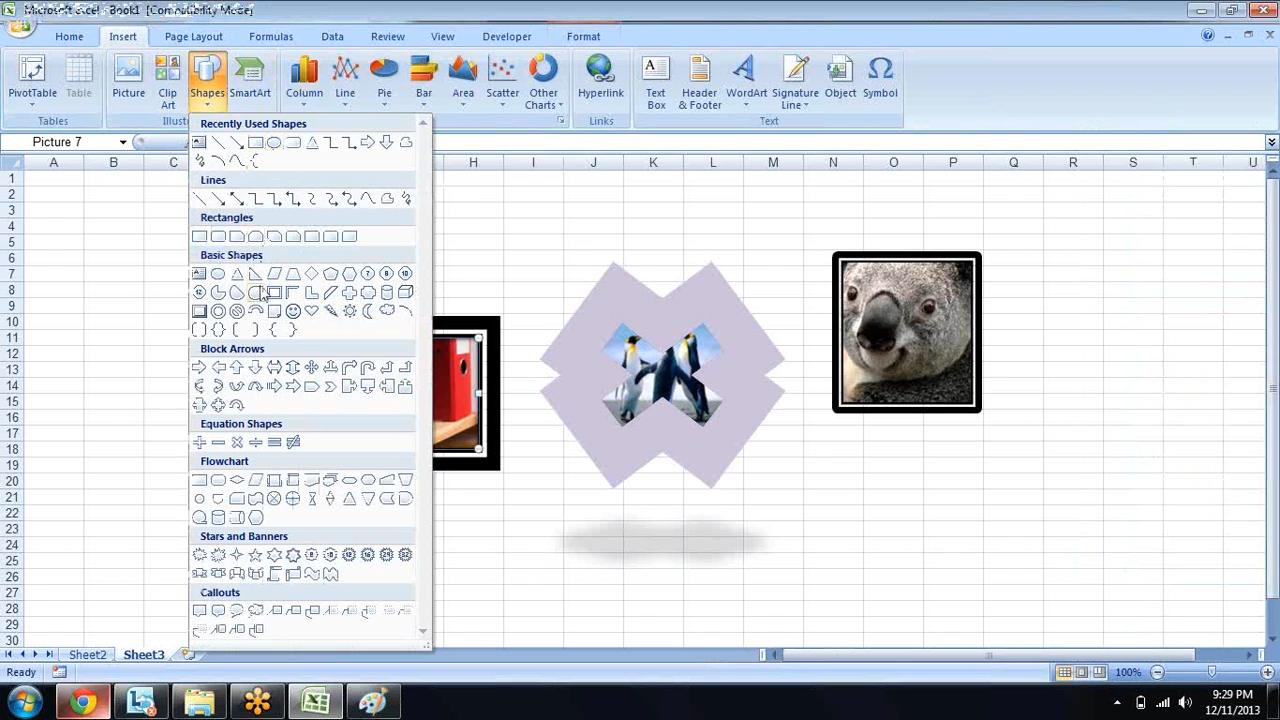 Microsoft Excel - Book1 [Compatibility Mode]
Home Insert Page Layout Formulas Data Review View Developer Format
PivotTable Table Picture Clip Art Shapes SmartArt Column Line Pie Bar Area Scatter Other Charts Hyperlink Text Box Header & Footer WordArt Signature Line Object Symbol
Tables Illu Links Text
Picture 7
Recently Used Shapes
Lines
Rectangles
Basic Shapes
Block Arrows
Equation Shapes
Flowchart
Stars and Banners
Callouts
A B C H I J K L M N O P Q R S T U
1
2
3
4
5
6
7
8
9
10
11
12
13
14
15
16
17
18
19
20
21
22
23
24
25
26
27
28
29
30
Sheet2 Sheet3
Ready 100%
9:29 PM
12/11/2013